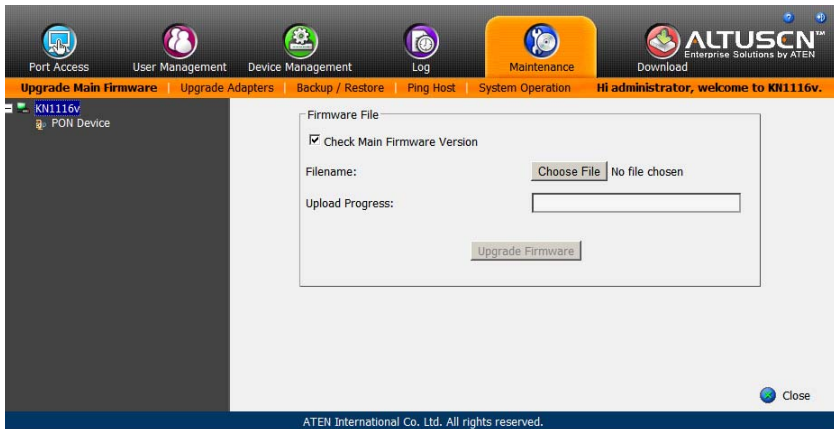 ALTUSCN™
Enterprise Solutions by ATEN
Port Access User Management Device Management Log Maintenance Download
Upgrade Main Firmware | Upgrade Adapters | Backup / Restore | Ping Host | System Operation Hi administrator, welcome to KN1116v.
KN1116v
PON Device
Firmware File
Check Main Firmware Version
Filename: Choose File No file chosen
Upload Progress:
Upgrade Firmware
Close
ATEN International Co. Ltd. All rights reserved.